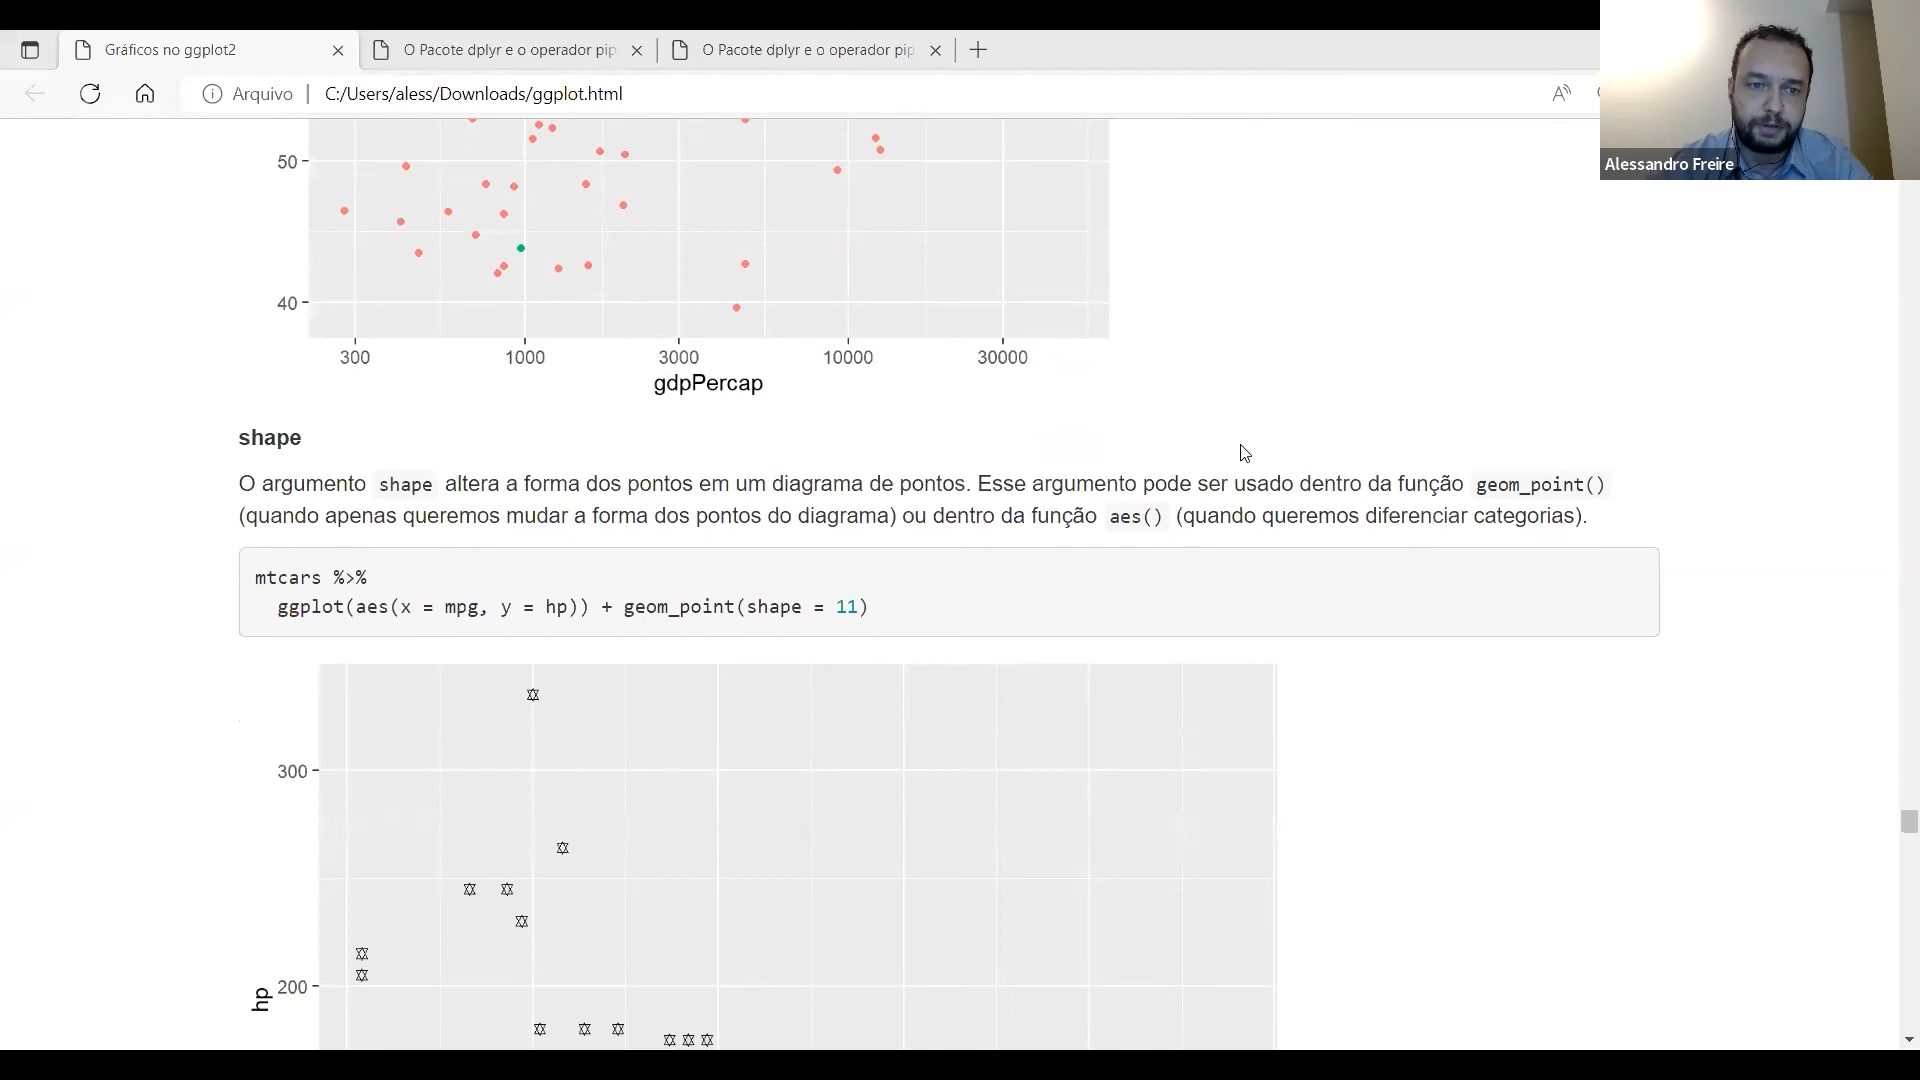 Gráficos no ggplot2
O Pacote dplyr e o operador pip
O Pacote dplyr e o operador pip
Arquivo
C:/Users/aless/Downloads/ggplot.html
Alessandro Freire
50
40
300 1000 3000 10000 30000
gdpPercap
shape
O argumento shape altera a forma dos pontos em um diagrama de pontos. Esse argumento pode ser usado dentro da função geom_point()
(quando apenas queremos mudar a forma dos pontos do diagrama) ou dentro da função aes() (quando queremos diferenciar categorias).
mtcars %>%
ggplot(aes(x = mpg, y = hp)) + geom_point(shape = 11)
300
200
hp